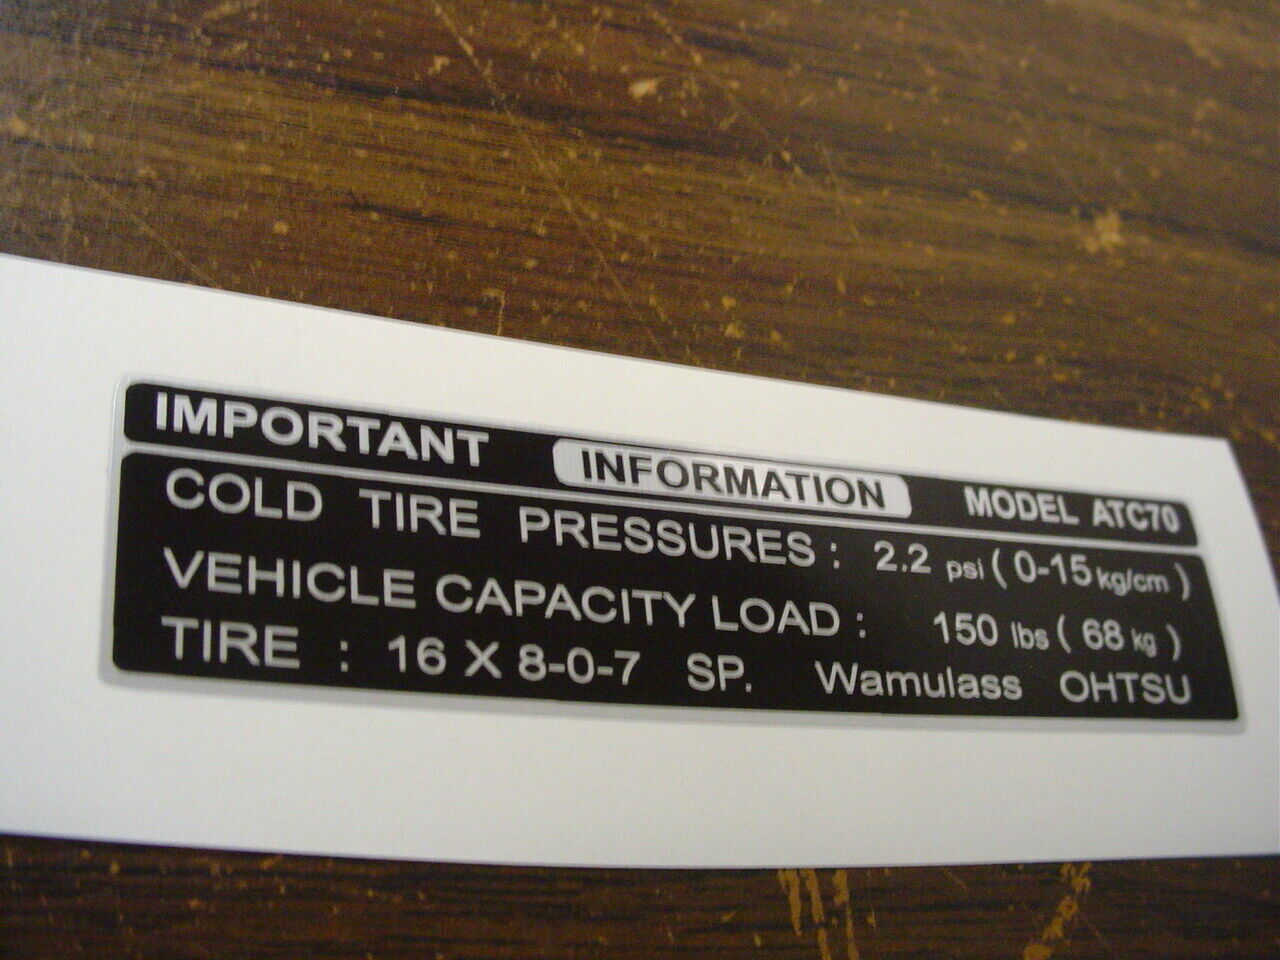 IMPORTANT INFORMATION MODEL ATC70
COLD TIRE PRESSURES : 2.2 psi ( 0-15 kg/cm )
VEHICLE CAPACITY LOAD : 150 lbs ( 68 kg )
TIRE : 16 X 8-0-7 SP. Wamulass OHTSU